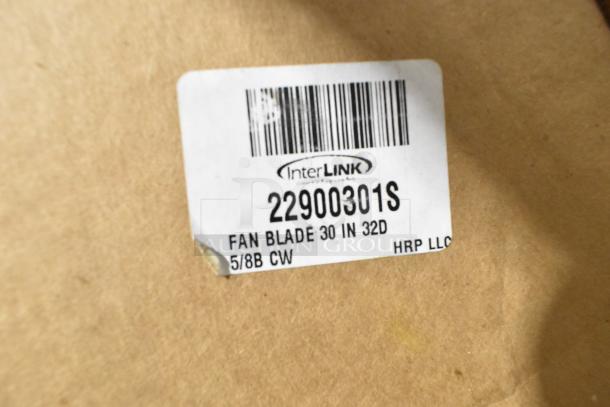 InterLINK
22900301S
FAN BLADE 30 IN 32D
5/8B CW
HRP LLC